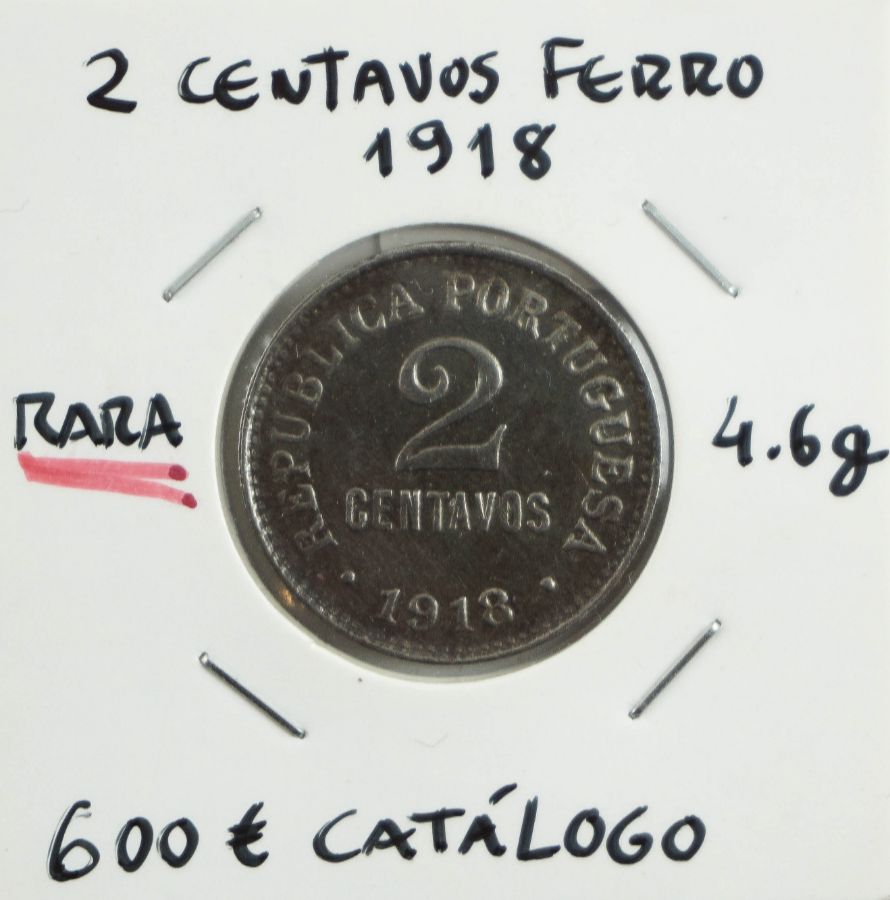 2 CENTAVOS FERRO
1918
RARA
4.6g
REPUBLICA PORTUGUESA
2
CENTAVOS
· 1918 ·
600 € CATÁLOGO